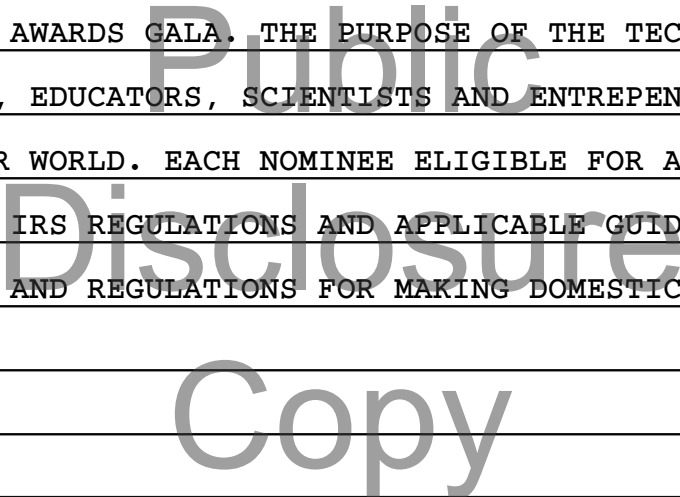 AWARDS GALA. THE PURPOSE OF THE TEC
Public
, EDUCATORS, SCIENTISTS AND ENTREPEN
R WORLD. EACH NOMINEE ELIGIBLE FOR A
IRS REGULATIONS AND APPLICABLE GUID
Disclosure
AND REGULATIONS FOR MAKING DOMESTIC
Copy